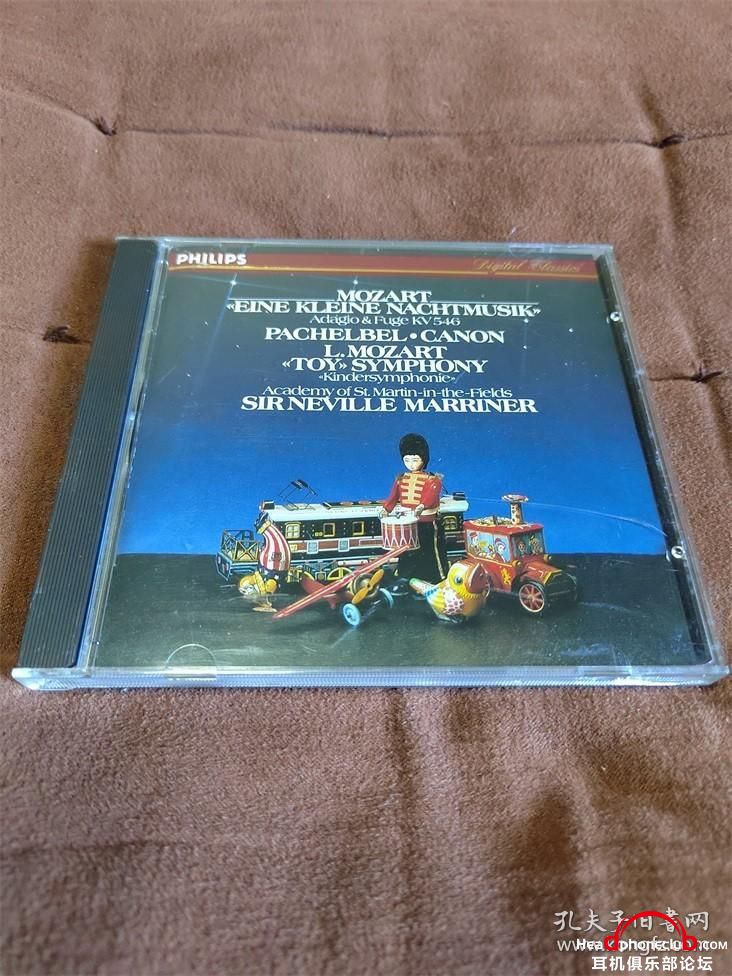 PHILIPS
Digital Classics
MOZART
«EINE KLEINE NACHTMUSIK»
Adagio & Fuge KV 546
PACHELBEL • CANON
L. MOZART
«TOY» SYMPHONY
«Kindersymphonie»
Academy of St. Martin-in-the-Fields
SIR NEVILLE MARRINER
孔夫子旧书网
Headphoneclub.com
耳机俱乐部论坛